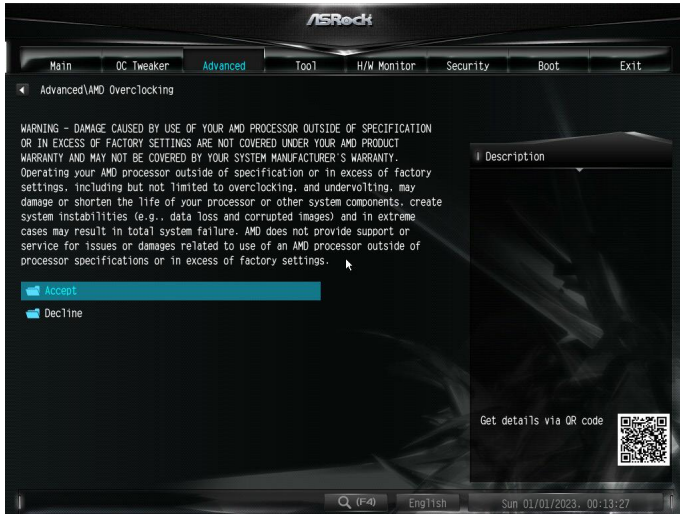 ASRock
Main OC Tweaker Advanced Tool H/W Monitor Security Boot Exit
Advanced\AMD Overclocking
WARNING - DAMAGE CAUSED BY USE OF YOUR AMD PROCESSOR OUTSIDE OF SPECIFICATION
OR IN EXCESS OF FACTORY SETTINGS ARE NOT COVERED UNDER YOUR AMD PRODUCT
WARRANTY AND MAY NOT BE COVERED BY YOUR SYSTEM MANUFACTURER'S WARRANTY.
Operating your AMD processor outside of specification or in excess of factory
settings, including but not limited to overclocking, and undervolting, may
damage or shorten the life of your processor or other system components, create
system instabilities (e.g., data loss and corrupted images) and in extreme
cases may result in total system failure. AMD does not provide support or
service for issues or damages related to use of an AMD processor outside of
processor specifications or in excess of factory settings.
Accept
Decline
Description
Get details via QR code
(F4) English Sun 01/01/2023, 00:13:27